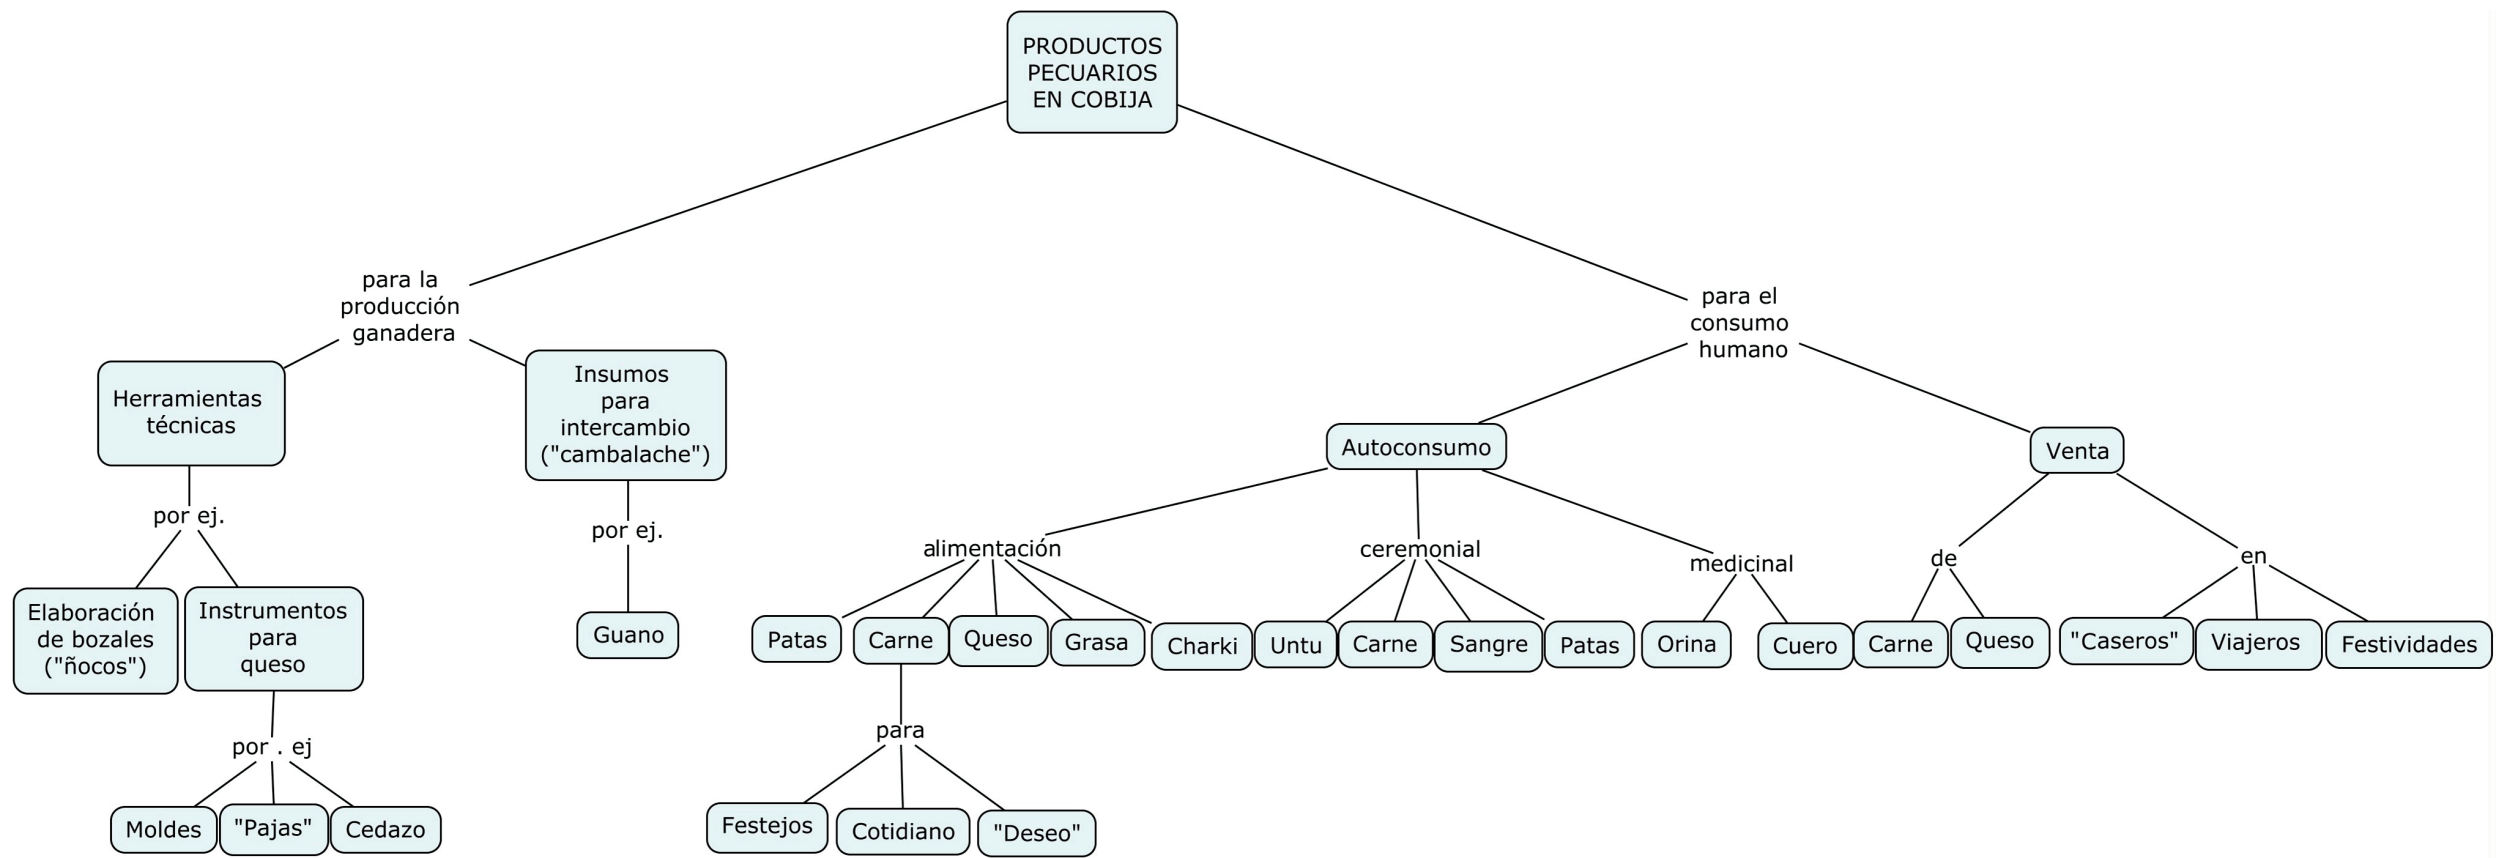 PRODUCTOS
PECUARIOS
EN COBIJA
para la
producción
ganadera
para el
consumo
humano
Herramientas
técnicas
Insumos
para
intercambio
("cambalache")
Autoconsumo
Venta
por ej.
por ej.
alimentación
ceremonial
medicinal
de
en
Elaboración
de bozales
("ñocos")
Instrumentos
para
queso
Guano
Patas
Carne
Queso
Grasa
Charki
Untu
Carne
Sangre
Patas
Orina
Cuero
Carne
Queso
"Caseros"
Viajeros
Festividades
por . ej
para
Moldes
"Pajas"
Cedazo
Festejos
Cotidiano
"Deseo"